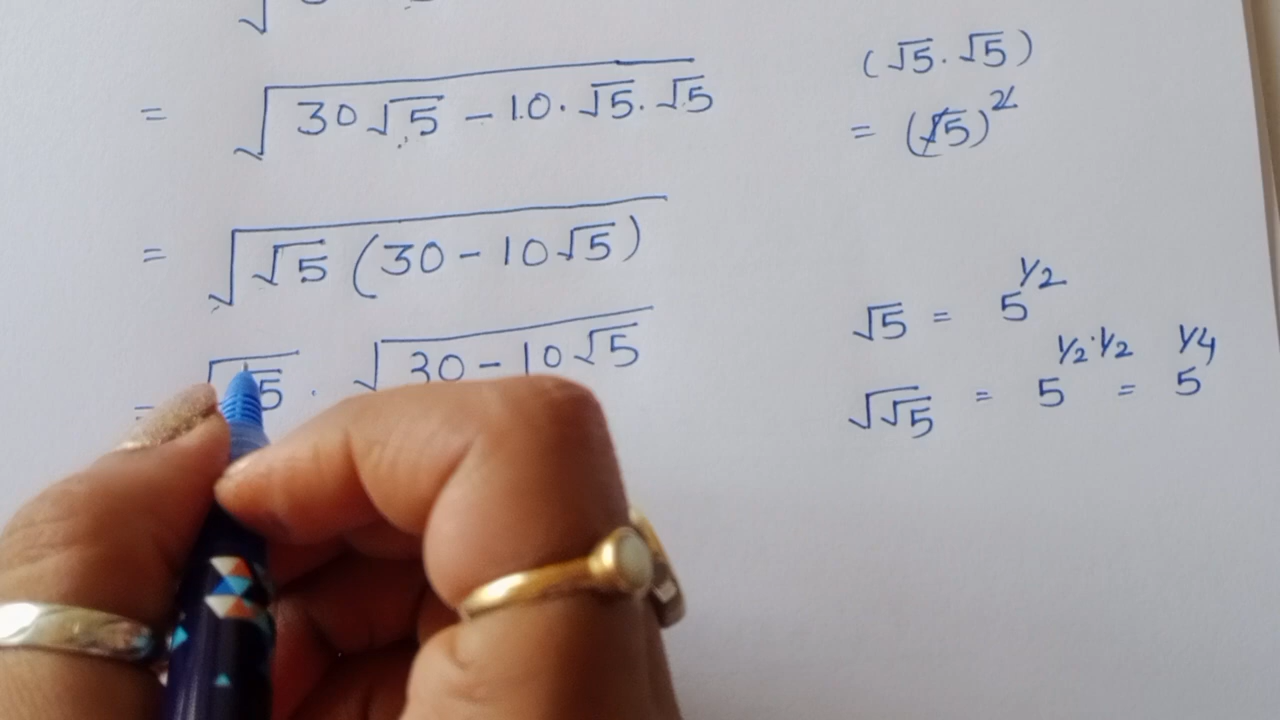 = √(30√5 − 10·√5·√5)
(√5·√5)
= (√5)²
= √(√5 (30 − 10√5))
√5 = 5^(1/2)
= √√5 · √(30 − 10√5)
√√5 = 5^(1/2·1/2) = 5^(1/4)